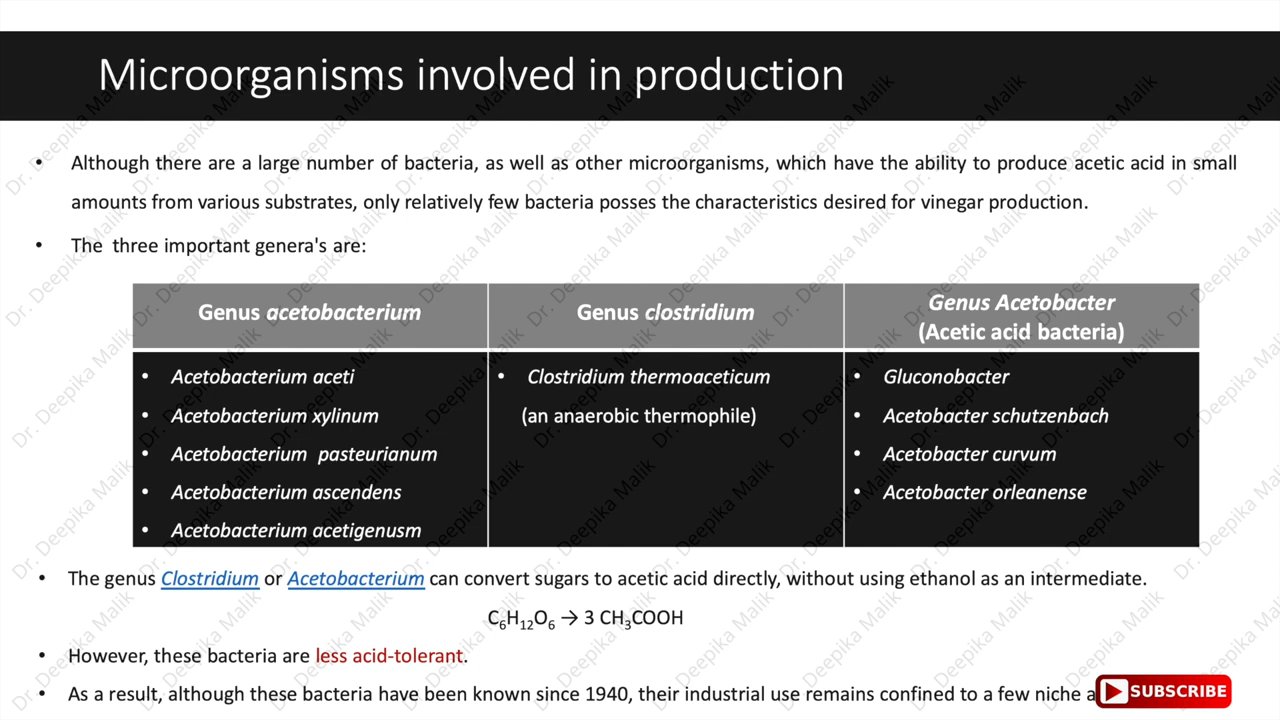 Microorganisms involved in production
• Although there are a large number of bacteria, as well as other microorganisms, which have the ability to produce acetic acid in small
amounts from various substrates, only relatively few bacteria posses the characteristics desired for vinegar production.
• The three important genera's are:
Genus acetobacterium
Genus clostridium
Genus Acetobacter
(Acetic acid bacteria)
• Acetobacterium aceti
• Acetobacterium xylinum
• Acetobacterium pasteurianum
• Acetobacterium ascendens
• Acetobacterium acetigenusm
• Clostridium thermoaceticum
(an anaerobic thermophile)
• Gluconobacter
• Acetobacter schutzenbach
• Acetobacter curvum
• Acetobacter orleanense
• The genus Clostridium or Acetobacterium can convert sugars to acetic acid directly, without using ethanol as an intermediate.
C₆H₁₂O₆ → 3 CH₃COOH
• However, these bacteria are less acid-tolerant.
• As a result, although these bacteria have been known since 1940, their industrial use remains confined to a few niche
SUBSCRIBE
Dr. Deepika Malik